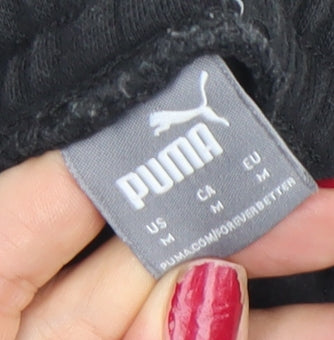 PUMA
US CA EU
M M M
PUMA.COM/FOREVERBETTER